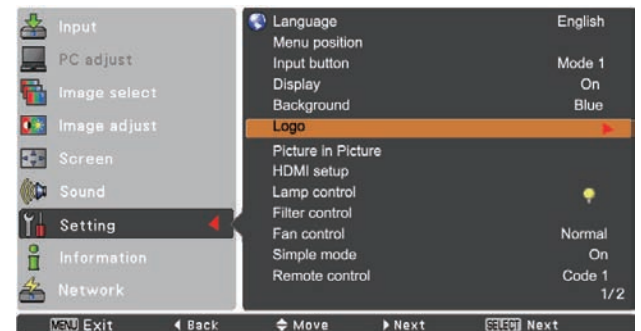 Input
PC adjust
Image select
Image adjust
Screen
Sound
Setting
Information
Network
Language English
Menu position
Input button Mode 1
Display On
Background Blue
Logo
Picture in Picture
HDMI setup
Lamp control
Filter control
Fan control Normal
Simple mode On
Remote control Code 1
1/2
MENU Exit Back Move Next SELECT Next